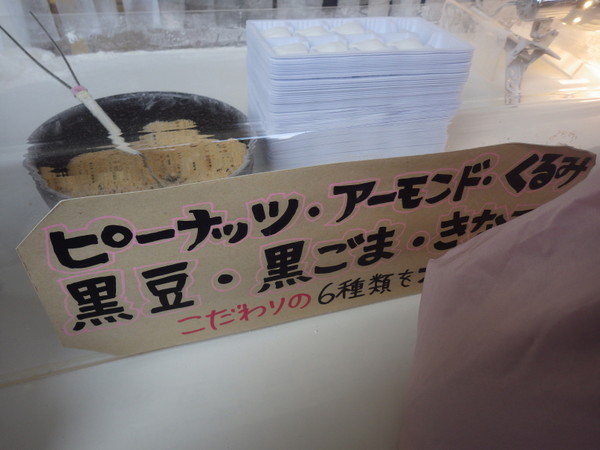 ピーナッツ・アーモンド・くるみ
黒豆・黒ごま・きな
こだわりの6種類を